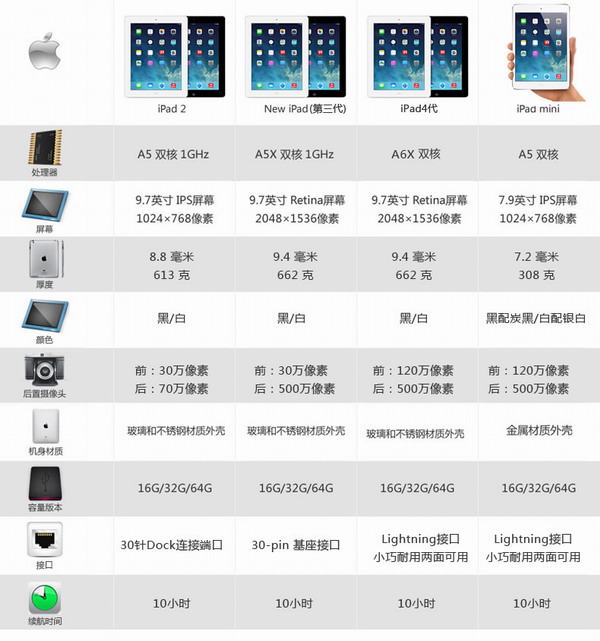 iPad 2
New iPad(第三代)
iPad4代
iPad mini
处理器
A5 双核 1GHz
A5X 双核 1GHz
A6X 双核
A5 双核
屏幕
9.7英寸 IPS屏幕
1024×768像素
9.7英寸 Retina屏幕
2048×1536像素
9.7英寸 Retina屏幕
2048×1536像素
7.9英寸 IPS屏幕
1024×768像素
厚度
8.8 毫米
613 克
9.4 毫米
662 克
9.4 毫米
662 克
7.2 毫米
308 克
颜色
黑/白
黑/白
黑/白
黑配炭黑/白配银白
后置摄像头
前：30万像素
后：70万像素
前：30万像素
后：500万像素
前：120万像素
后：500万像素
前：120万像素
后：500万像素
机身材质
玻璃和不锈钢材质外壳
玻璃和不锈钢材质外壳
玻璃和不锈钢材质外壳
金属材质外壳
容量版本
16G/32G/64G
16G/32G/64G
16G/32G/64G
16G/32G/64G
接口
30针Dock连接端口
30-pin 基座接口
Lightning接口
小巧耐用两面可用
Lightning接口
小巧耐用两面可用
续航时间
10小时
10小时
10小时
10小时